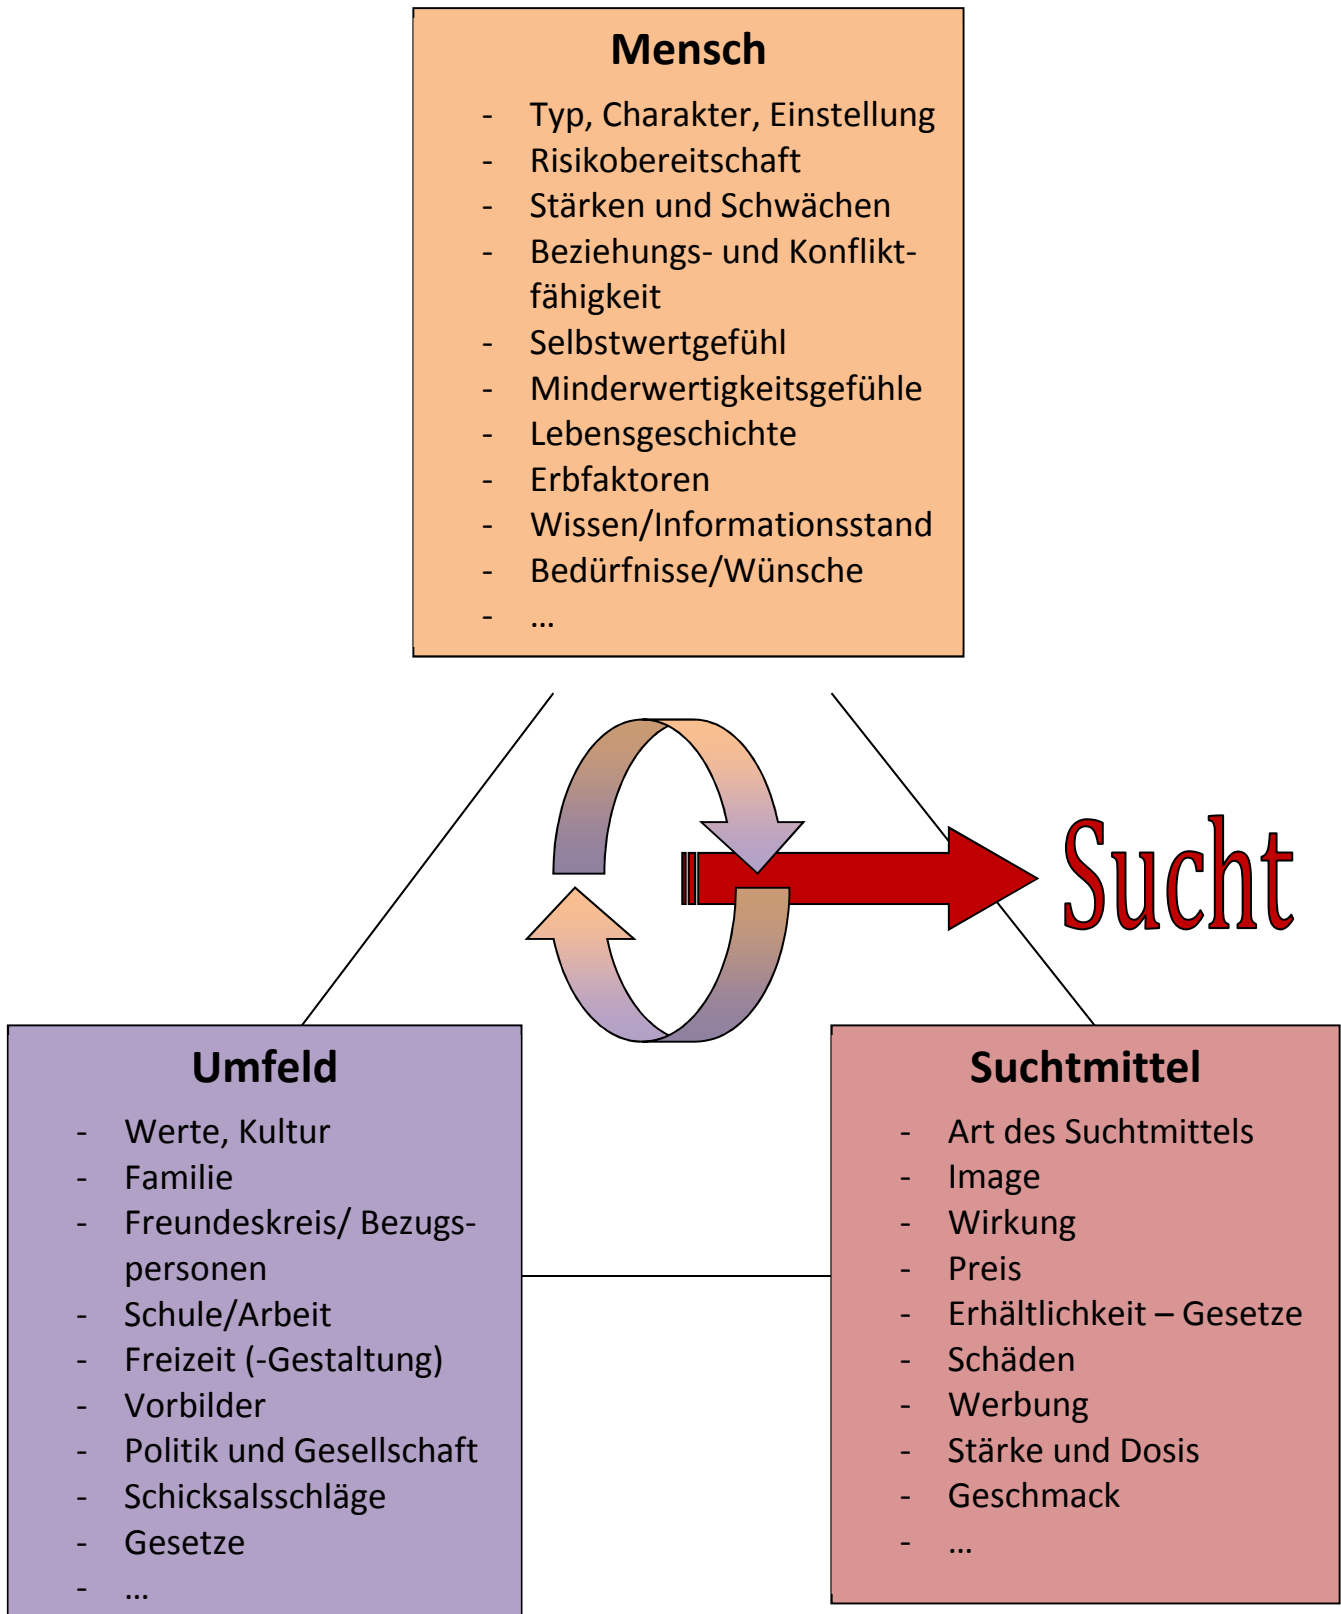 Mensch
- Typ, Charakter, Einstellung
- Risikobereitschaft
- Stärken und Schwächen
- Beziehungs- und Konflikt-
fähigkeit
- Selbstwertgefühl
- Minderwertigkeitsgefühle
- Lebensgeschichte
- Erbfaktoren
- Wissen/Informationsstand
- Bedürfnisse/Wünsche
- ...
Sucht
Umfeld
- Werte, Kultur
- Familie
- Freundeskreis/ Bezugs-
personen
- Schule/Arbeit
- Freizeit (-Gestaltung)
- Vorbilder
- Politik und Gesellschaft
- Schicksalsschläge
- Gesetze
- ...
Suchtmittel
- Art des Suchtmittels
- Image
- Wirkung
- Preis
- Erhältlichkeit – Gesetze
- Schäden
- Werbung
- Stärke und Dosis
- Geschmack
- ...